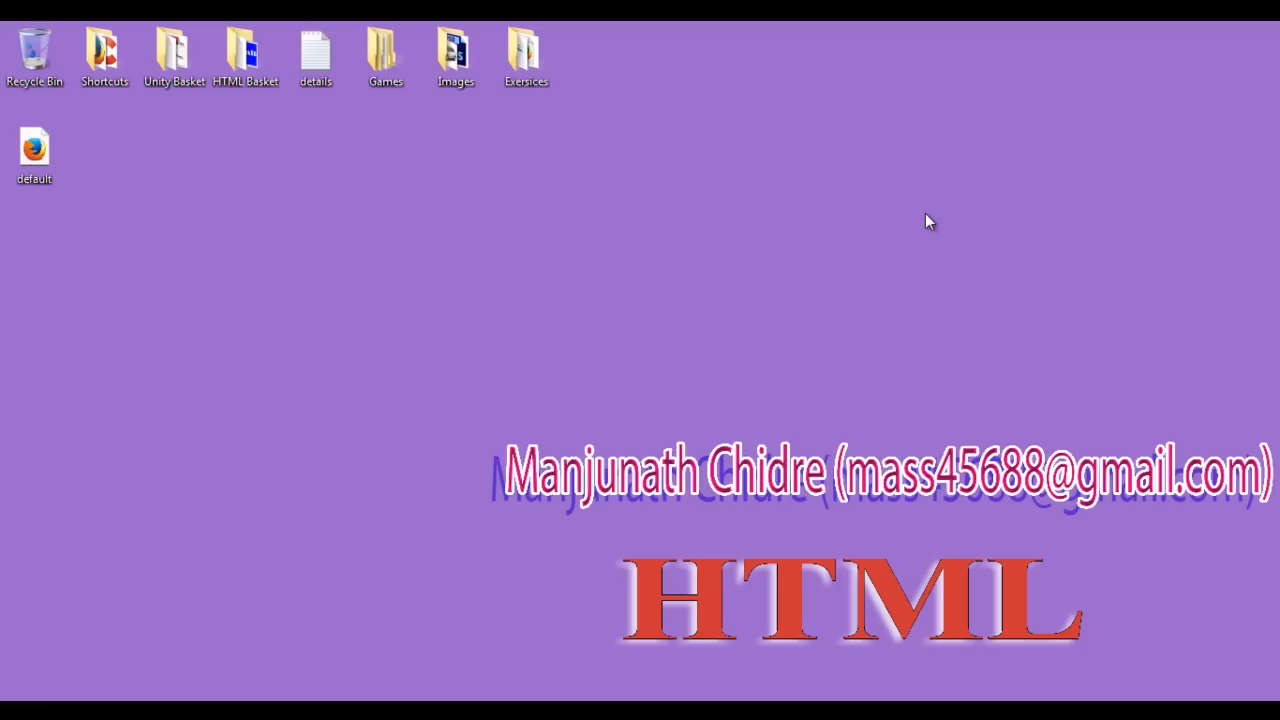 Recycle Bin Shortcuts Unity Basket HTML Basket details Games Images Exersices
default
Manjunath Chidre (mass45688@gmail.com)
HTML